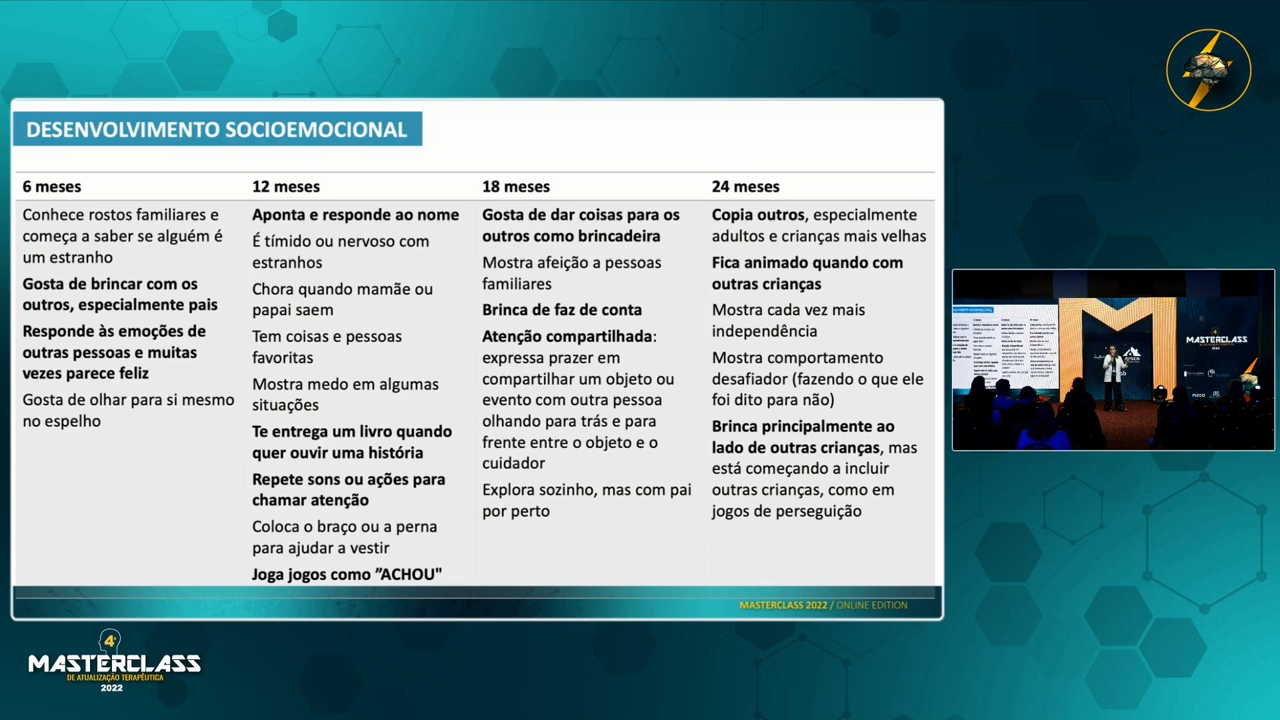 DESENVOLVIMENTO SOCIOEMOCIONAL
6 meses
Conhece rostos familiares e
começa a saber se alguém é
um estranho
Gosta de brincar com os
outros, especialmente pais
Responde às emoções de
outras pessoas e muitas
vezes parece feliz
Gosta de olhar para si mesmo
no espelho
12 meses
Aponta e responde ao nome
É tímido ou nervoso com
estranhos
Chora quando mamãe ou
papai saem
Tem coisas e pessoas
favoritas
Mostra medo em algumas
situações
Te entrega um livro quando
quer ouvir uma história
Repete sons ou ações para
chamar atenção
Coloca o braço ou a perna
para ajudar a vestir
Joga jogos como ”ACHOU"
18 meses
Gosta de dar coisas para os
outros como brincadeira
Mostra afeição a pessoas
familiares
Brinca de faz de conta
Atenção compartilhada:
expressa prazer em
compartilhar um objeto ou
evento com outra pessoa
olhando para trás e para
frente entre o objeto e o
cuidador
Explora sozinho, mas com pai
por perto
24 meses
Copia outros, especialmente
adultos e crianças mais velhas
Fica animado quando com
outras crianças
Mostra cada vez mais
independência
Mostra comportamento
desafiador (fazendo o que ele
foi dito para não)
Brinca principalmente ao
lado de outras crianças, mas
está começando a incluir
outras crianças, como em
jogos de perseguição
MASTERCLASS 2022 / ONLINE EDITION
4ª
MASTERCLASS
DE ATUALIZAÇÃO TERAPÊUTICA
2022
M
MASTERCLASS